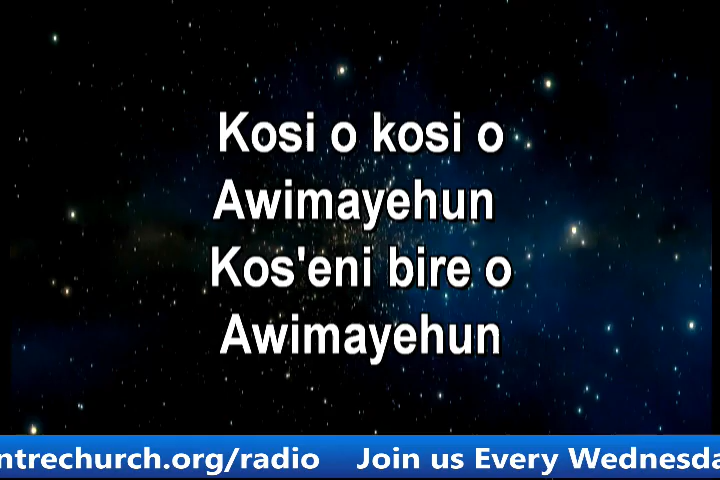 Kosi o kosi o
Awimayehun
Kos'eni bire o
Awimayehun
ntrechurch.org/radio Join us Every Wednesda